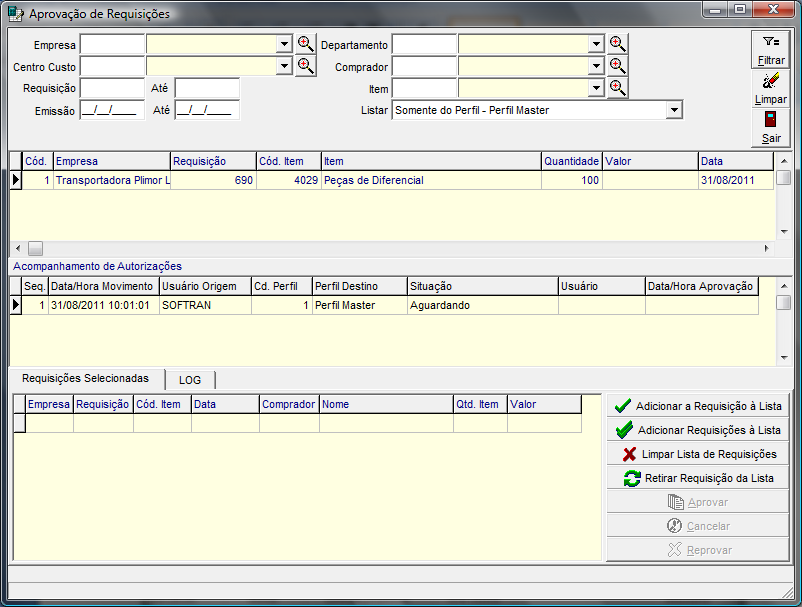 Aprovação de Requisições
Empresa Departamento
Centro Custo Comprador
Requisição Até Item
Emissão __/__/____ Até __/__/____ Listar Somente do Perfil - Perfil Master
Filtrar
Limpar
Sair
Cód. Empresa Requisição Cód. Item Item Quantidade Valor Data
1 Transportadora Plimor L 690 4029 Peças de Diferencial 100 31/08/2011
Acompanhamento de Autorizações
Seq. Data/Hora Movimento Usuário Origem Cd. Perfil Perfil Destino Situação Usuário Data/Hora Aprovação
1 31/08/2011 10:01:01 SOFTRAN 1 Perfil Master Aguardando
Requisições Selecionadas LOG
Empresa Requisição Cód. Item Data Comprador Nome Qtd. Item Valor
Adicionar a Requisição à Lista
Adicionar Requisições à Lista
Limpar Lista de Requisições
Retirar Requisição da Lista
Aprovar
Cancelar
Reprovar